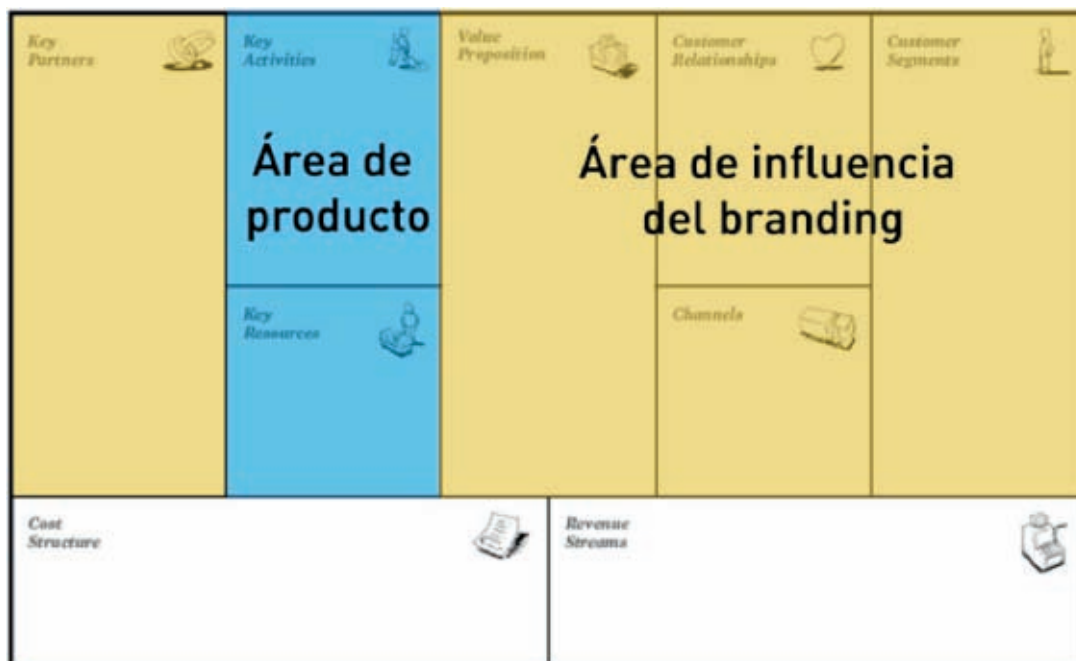 Key
Partners
Key
Activities
Value
Proposition
Customer
Relationships
Customer
Segments
Área de
producto
Área de influencia
del branding
Key
Resources
Channels
Cost
Structure
Revenue
Streams